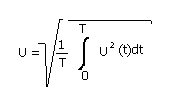 U = √(1/T ∫₀ᵀ U² (t)dt)